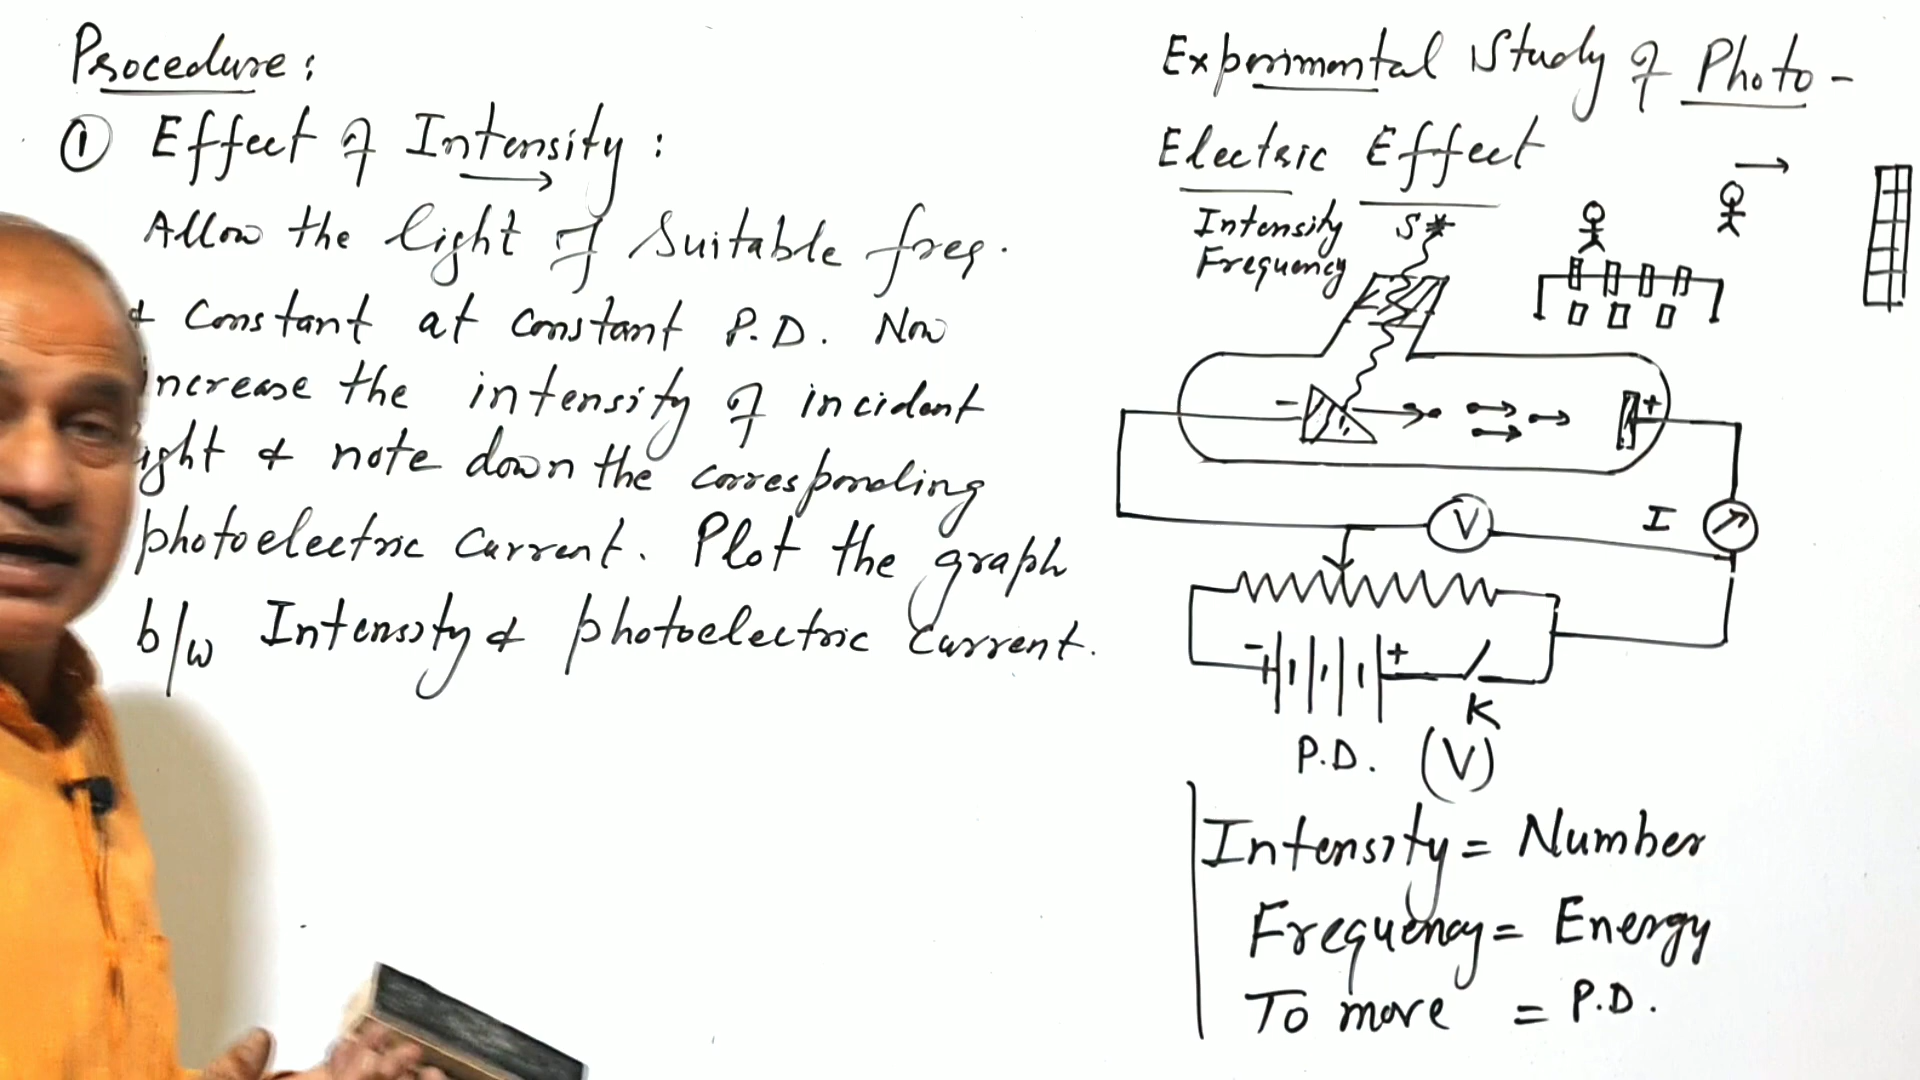 Procedure:
① Effect of Intensity:
Allow the light of suitable freq.
& constant at constant P.D. Now
increase the intensity of incident
ight & note down the corresponding
photoelectric current. Plot the graph
b/w Intensity & photoelectric current.
Experimental Study of Photo-
Electric Effect
Intensity
Frequency
S*
-
+
V
I
-
+
K
P.D. (V)
Intensity = Number
Frequency = Energy
To move = P.D.